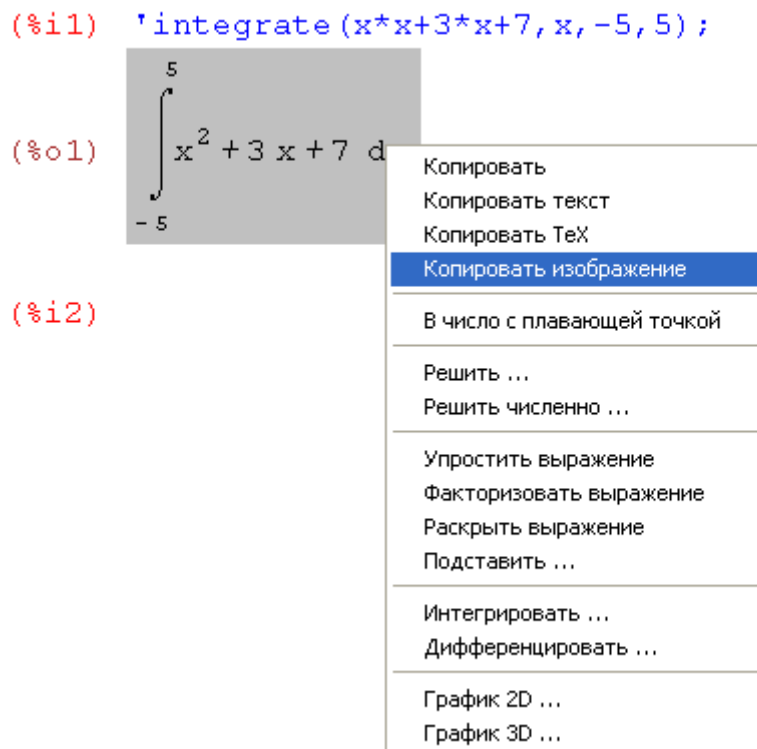 (%i1) 'integrate(x*x+3*x+7,x,-5,5);
5
(%o1) ∫x² + 3 x + 7 d
- 5
(%i2)
Копировать
Копировать текст
Копировать TeX
Копировать изображение
В число с плавающей точкой
Решить ...
Решить численно ...
Упростить выражение
Факторизовать выражение
Раскрыть выражение
Подставить ...
Интегрировать ...
Дифференцировать ...
График 2D ...
График 3D ...